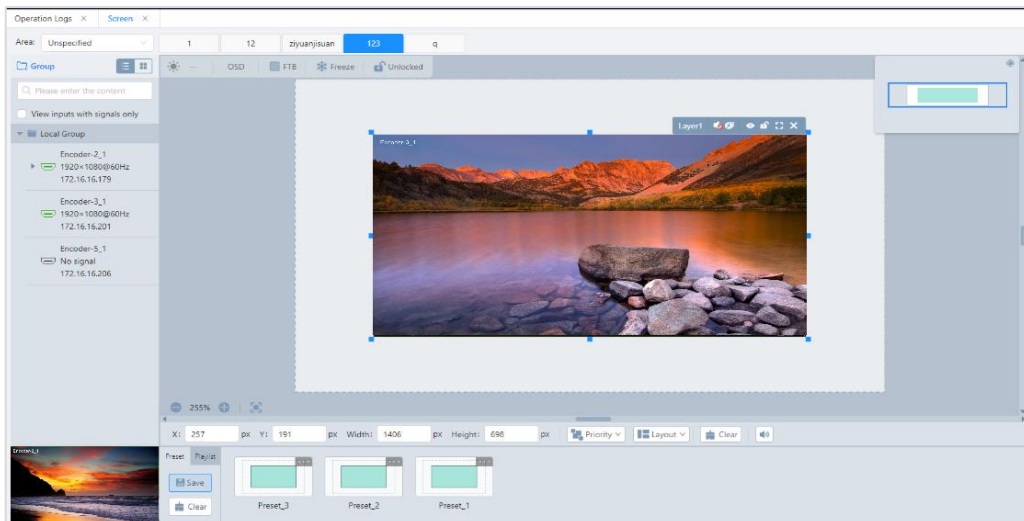 Operation Logs × Screen ×
Area: Unspecified
1 12 ziyuanjisuan 123 q
Group
-- OSD FTB Freeze Unlocked
Please enter the content
View inputs with signals only
Local Group
Layer1
Encoder-3_1
Encoder-2_1
1920×1080@60Hz
172.16.16.179
Encoder-3_1
1920×1080@60Hz
172.16.16.201
Encoder-5_1
No signal
172.16.16.206
255%
X: 257 px Y: 191 px Width: 1406 px Height: 698 px Priority Layout Clear
Preset Playlist
Save
Clear
Preset_3 Preset_2 Preset_1